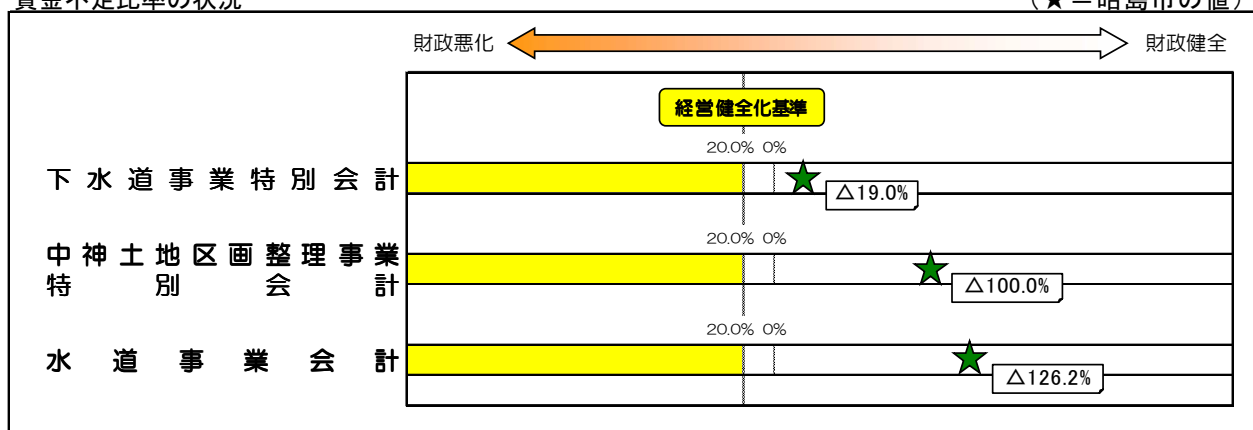 資金不足比率の状況 (★＝昭島市の値)
財政悪化 財政健全
経営健全化基準
20.0% 0%
下水道事業特別会計
△19.0%
20.0% 0%
中神土地区画整理事業
特別会計
△100.0%
20.0% 0%
水道事業会計
△126.2%